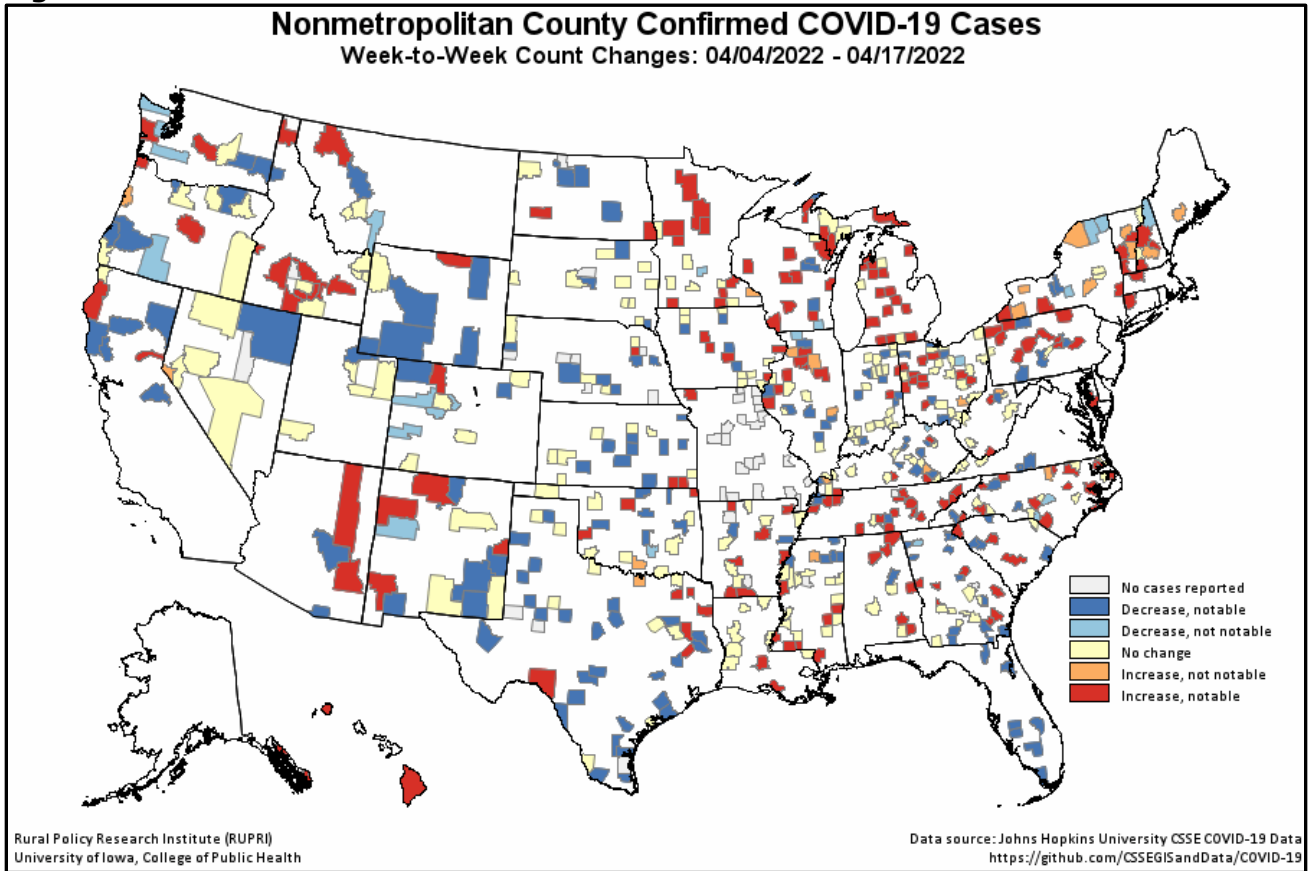 Nonmetropolitan County Confirmed COVID-19 Cases
Week-to-Week Count Changes: 04/04/2022 - 04/17/2022
No cases reported
Decrease, notable
Decrease, not notable
No change
Increase, not notable
Increase, notable
Rural Policy Research Institute (RUPRI)
University of Iowa, College of Public Health
Data source: Johns Hopkins University CSSE COVID-19 Data
https://github.com/CSSEGISandData/COVID-19